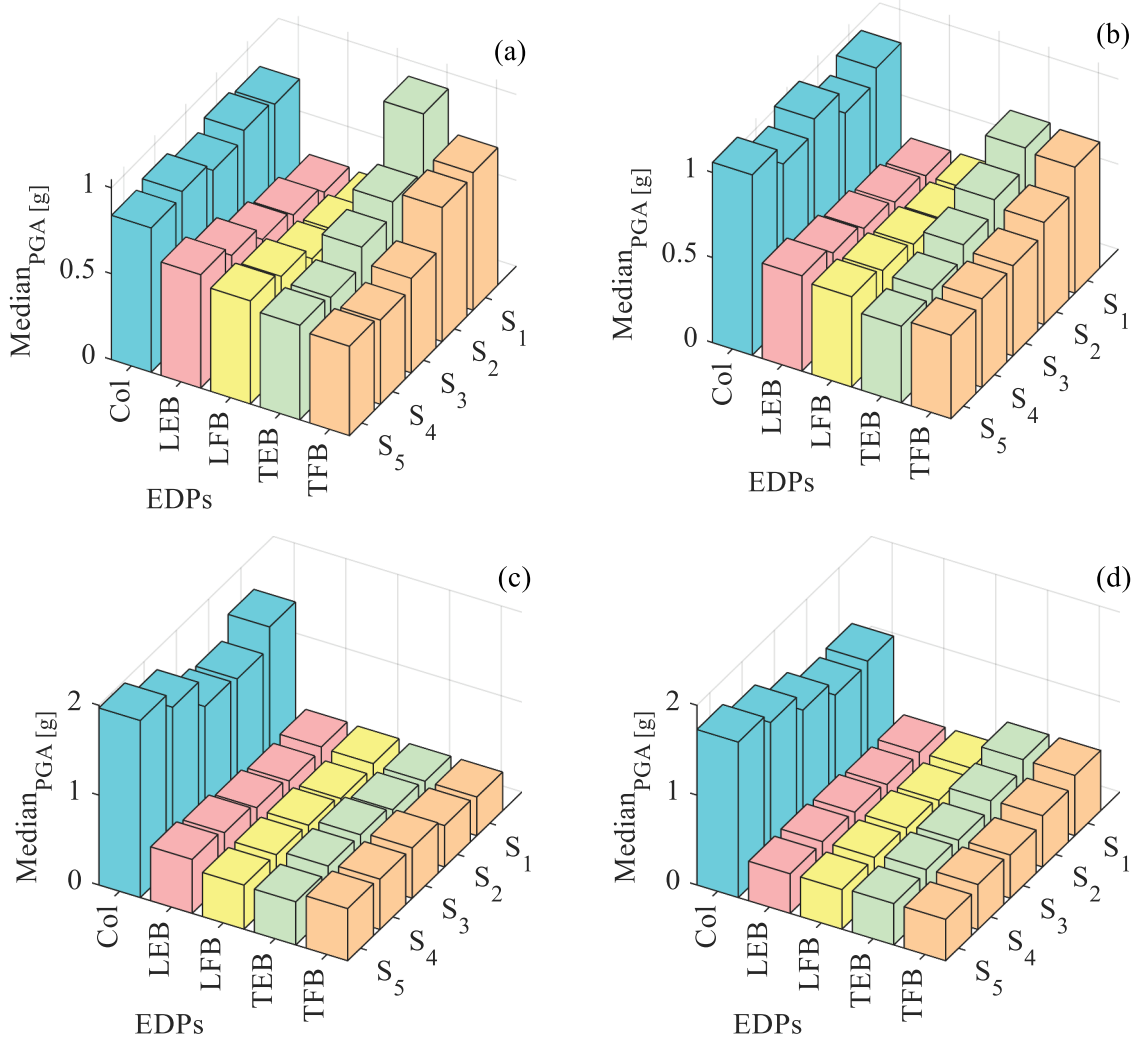 (a)
Median_PGA [g]
1
0.5
0
Col
LEB
LFB
TEB
TFB
EDPs
S_5
S_4
S_3
S_2
S_1
(b)
Median_PGA [g]
1
0.5
0
Col
LEB
LFB
TEB
TFB
EDPs
S_5
S_4
S_3
S_2
S_1
(c)
Median_PGA [g]
2
1
0
Col
LEB
LFB
TEB
TFB
EDPs
S_5
S_4
S_3
S_2
S_1
(d)
Median_PGA [g]
2
1
0
Col
LEB
LFB
TEB
TFB
EDPs
S_5
S_4
S_3
S_2
S_1